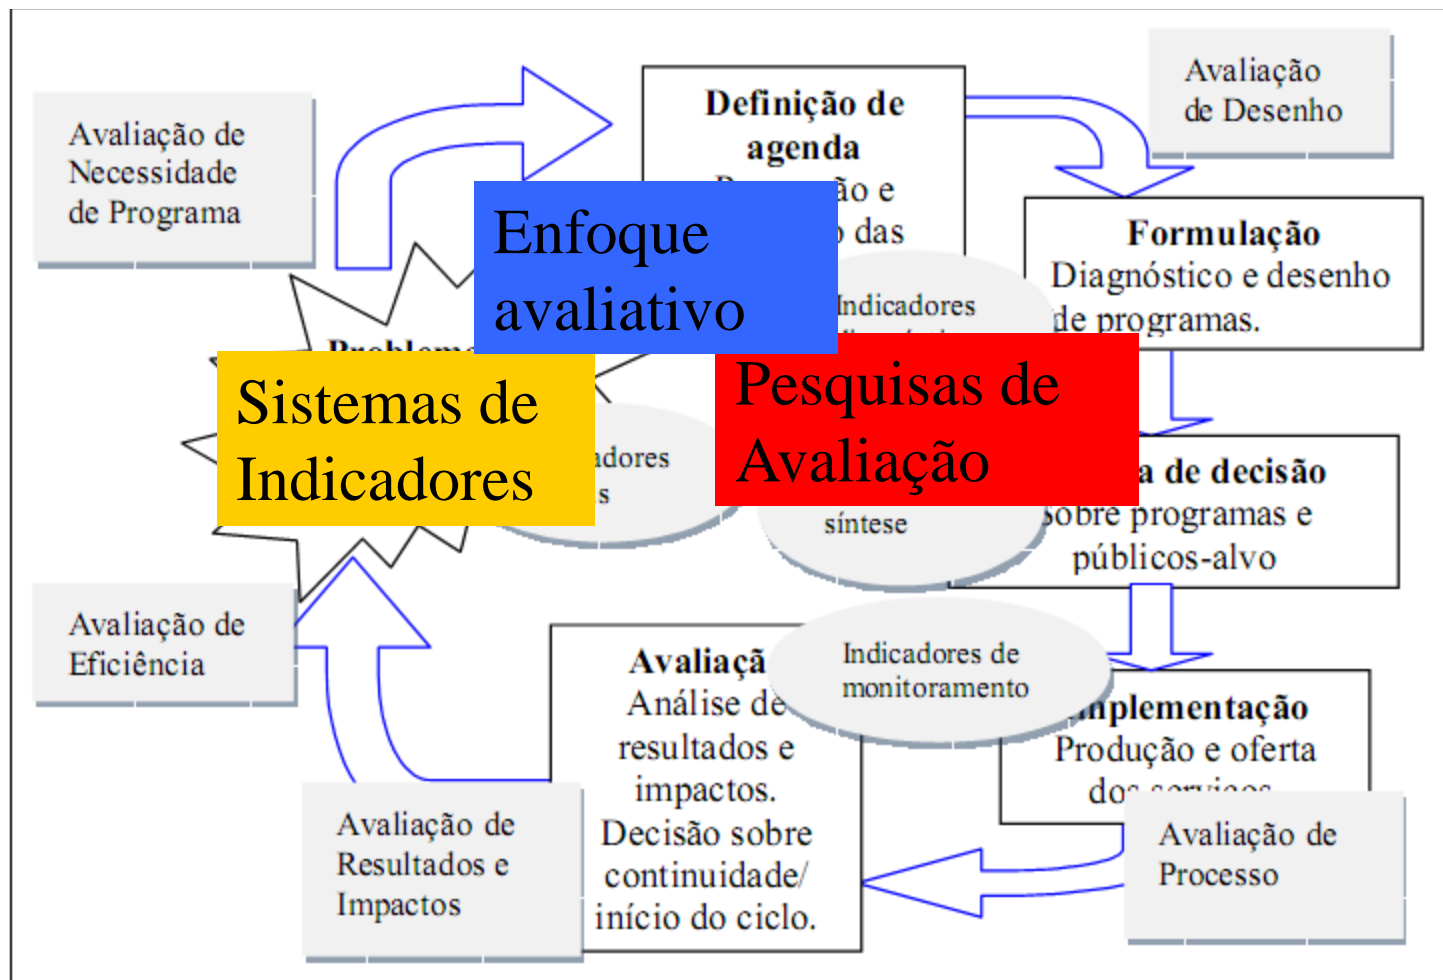 Avaliação
de Desenho
Definição de
agenda
ão e
das
Avaliação de
Necessidade
de Programa
Enfoque
avaliativo
Formulação
Diagnóstico e desenho
de programas.
Indicadores
Sistemas de
Indicadores
Pesquisas de
Avaliação
adores
s
a de decisão
Sobre programas e
públicos-alvo
síntese
Avaliação de
Eficiência
Avaliaçã
Análise de
resultados e
impactos.
Decisão sobre
continuidade/
início do ciclo.
Indicadores de
monitoramento
mplementação
Produção e oferta
Avaliação de
Resultados e
Impactos
Avaliação de
Processo